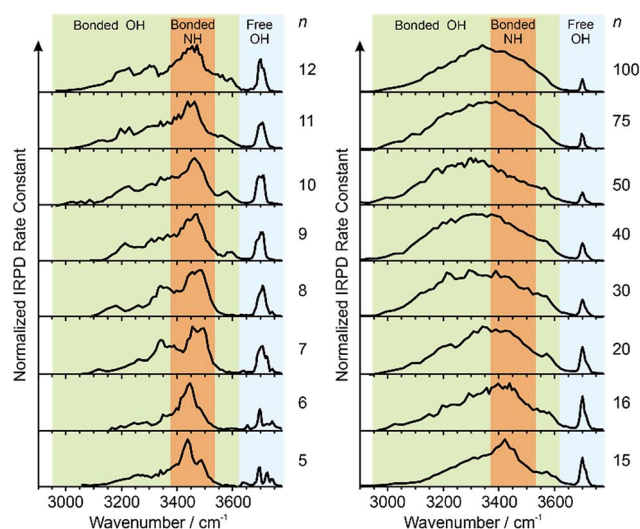 Bonded OH
Bonded
NH
Free
OH
n
Normalized IRPD Rate Constant
12
11
10
9
8
7
6
5
3000 3200 3400 3600
Wavenumber / cm-1
Bonded OH
Bonded
NH
Free
OH
n
Normalized IRPD Rate Constant
100
75
50
40
30
20
16
15
3000 3200 3400 3600
Wavenumber / cm-1